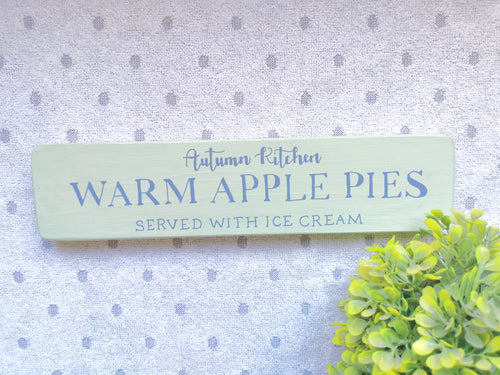 Autumn Kitchen
WARM APPLE PIES
SERVED WITH ICE CREAM